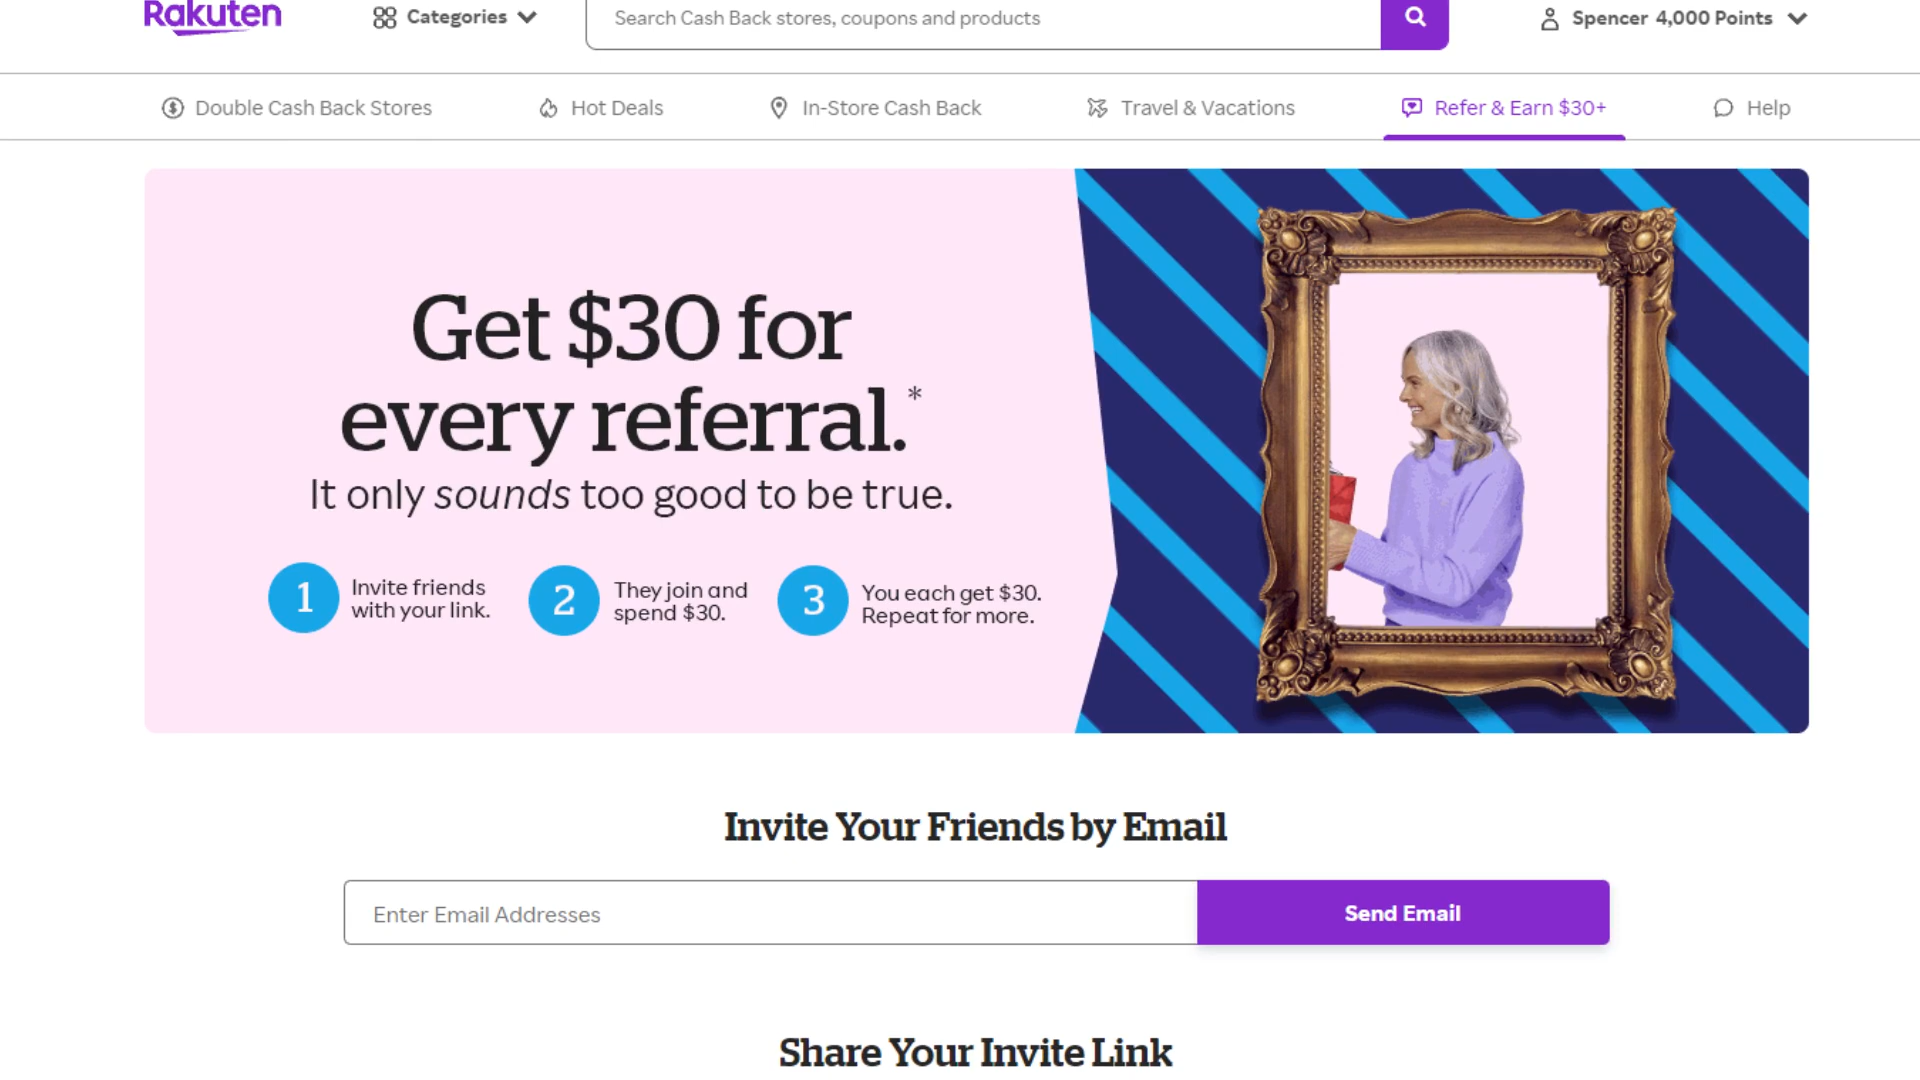 Rakuten
Categories
Search Cash Back stores, coupons and products
Spencer 4,000 Points
Double Cash Back Stores
Hot Deals
In-Store Cash Back
Travel & Vacations
Refer & Earn $30+
Help
Get $30 for
every referral.*
It only sounds too good to be true.
1
Invite friends
with your link.
2
They join and
spend $30.
3
You each get $30.
Repeat for more.
Invite Your Friends by Email
Enter Email Addresses
Send Email
Share Your Invite Link